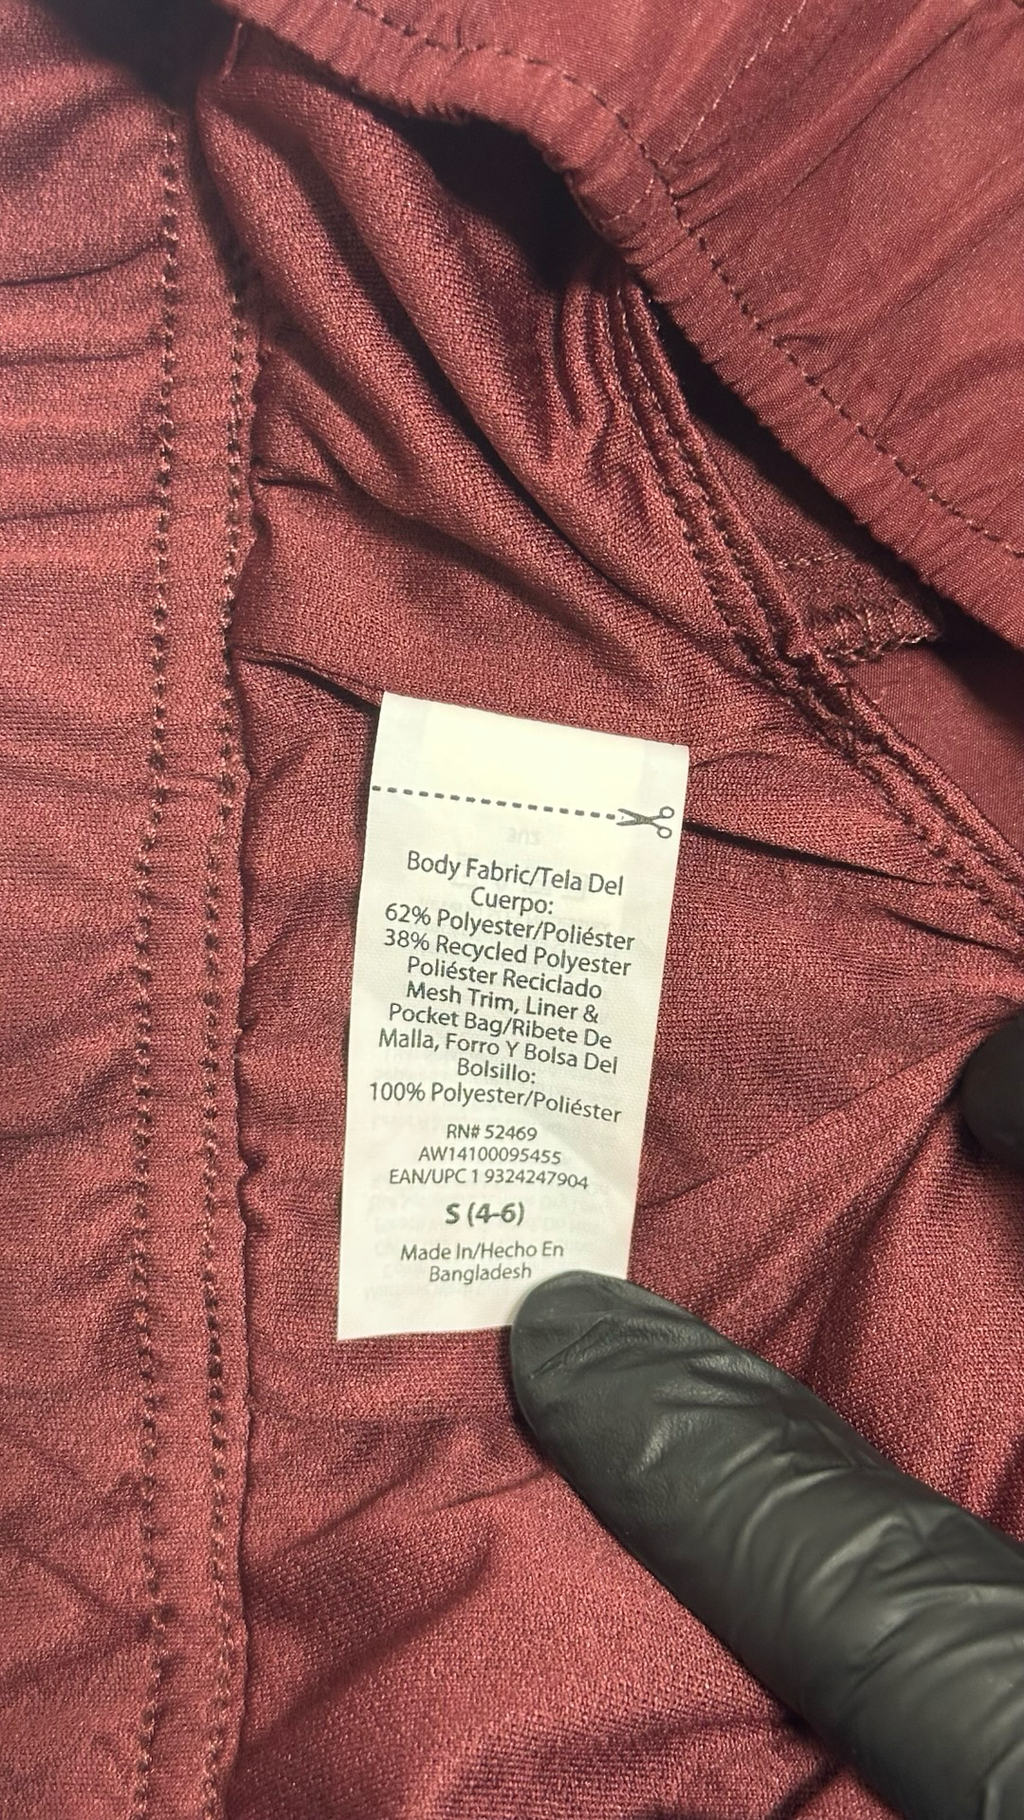 Body Fabric/Tela Del
Cuerpo:
62% Polyester/Poliéster
38% Recycled Polyester
Poliéster Reciclado
Mesh Trim, Liner &
Pocket Bag/Ribete De
Malla, Forro Y Bolsa Del
Bolsillo:
100% Polyester/Poliéster
RN# 52469
AW14100095455
EAN/UPC 1 9324247904
S (4-6)
Made In/Hecho En
Bangladesh